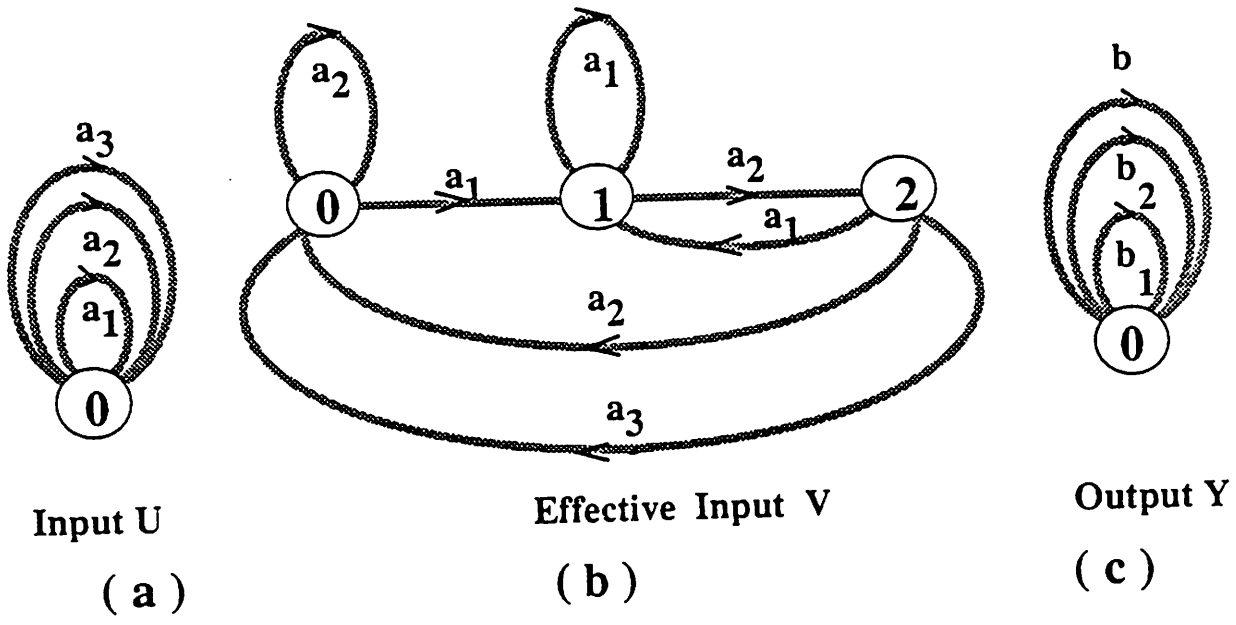 a3
a2
a1
0
Input U
( a )
a2
a1
0
a1
1
a2
a1
2
a2
a3
Effective Input V
( b )
b
b2
b1
0
Output Y
( c )